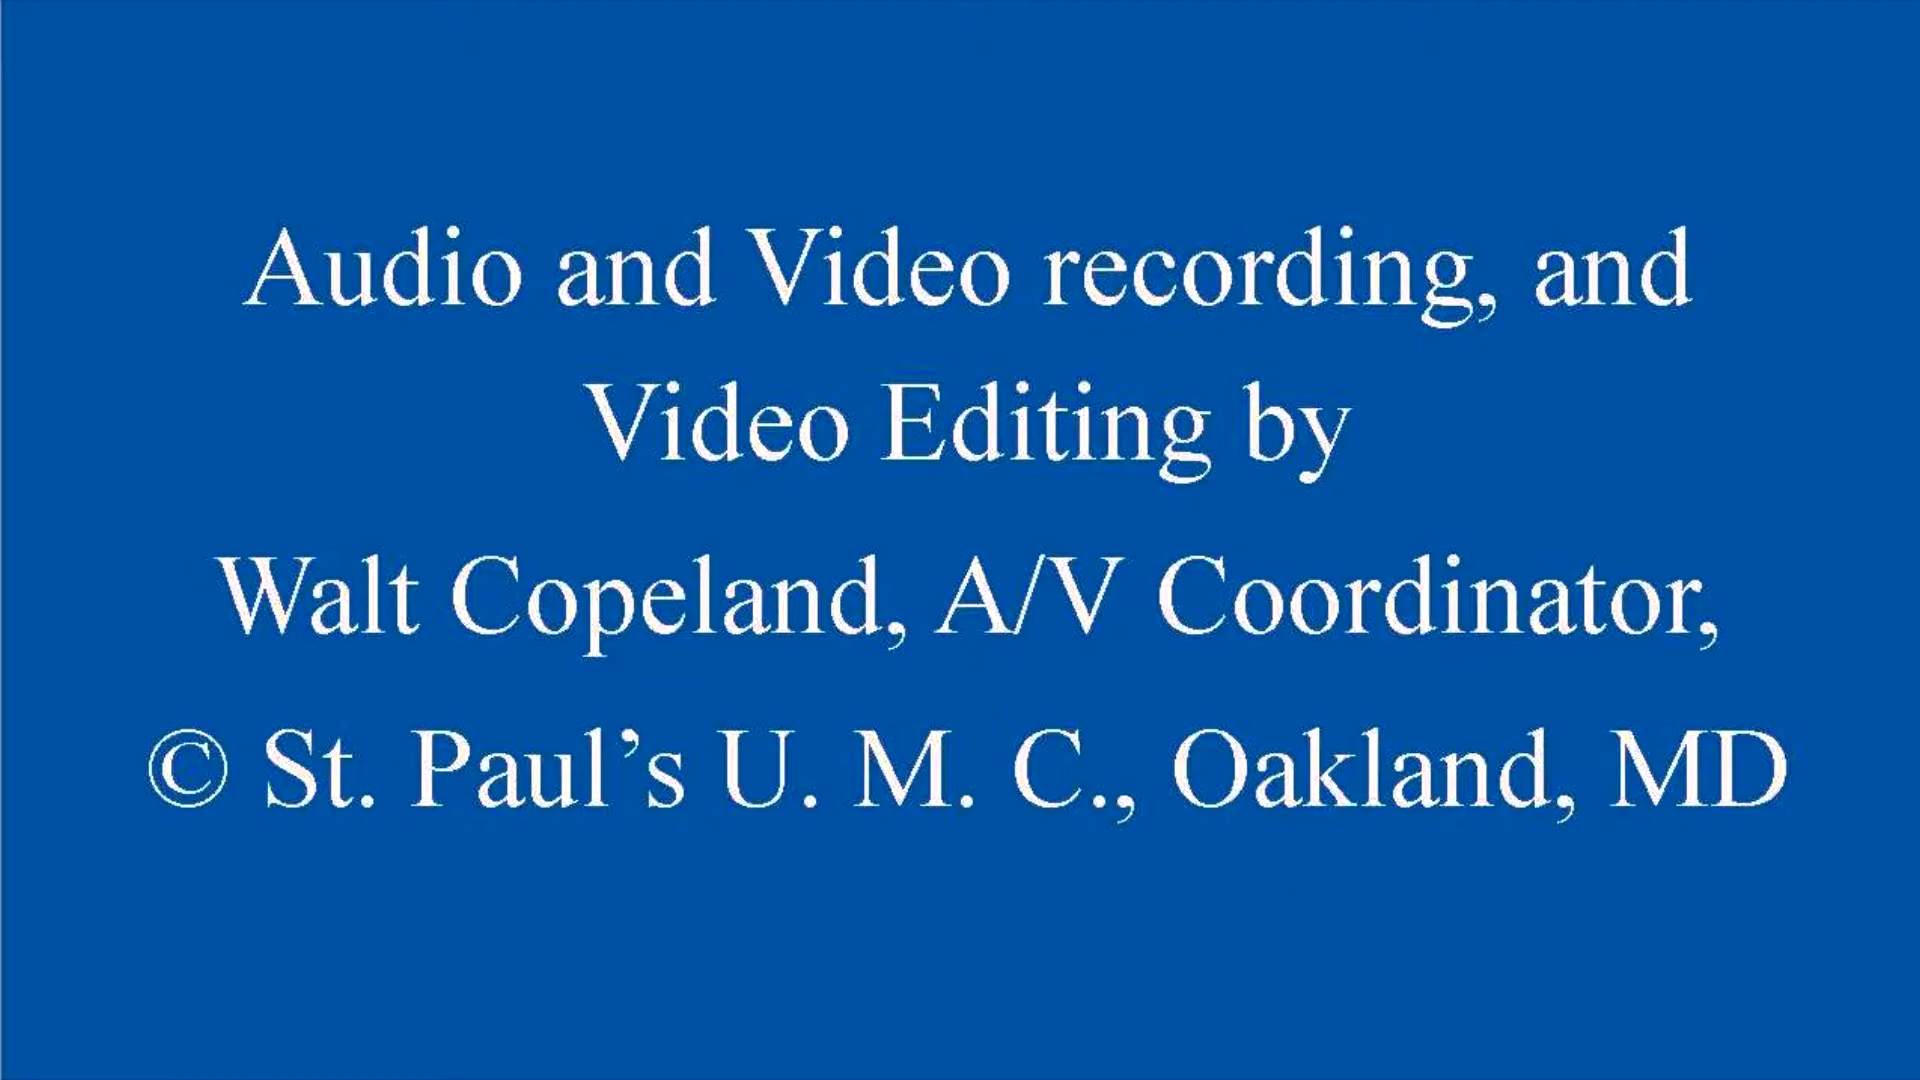 Audio and Video recording, and
Video Editing by
Walt Copeland, A/V Coordinator,
© St. Paul’s U. M. C., Oakland, MD